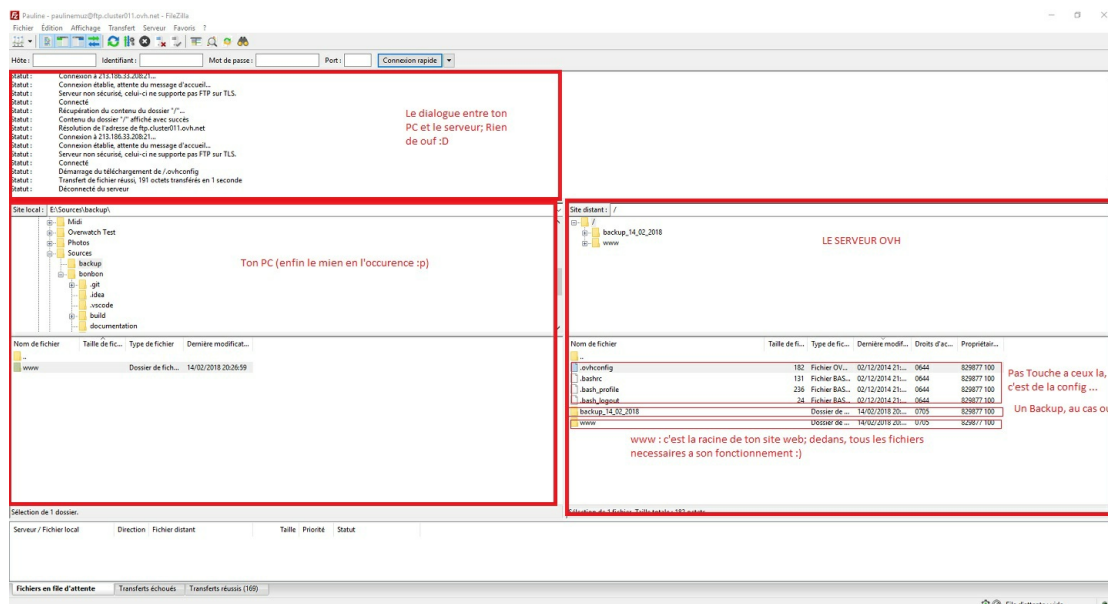 Pauline - paulinemuz@ftp.cluster011.ovh.net - FileZilla
Fichier Édition Affichage Transfert Serveur Favoris ?
Hôte : Identifiant : Mot de passe : Port : Connexion rapide
Statut : Connexion à 213.186.33.208:21...
Statut : Connexion établie, attente du message d'accueil...
Statut : Serveur non sécurisé, celui-ci ne supporte pas FTP sur TLS.
Statut : Connecté
Statut : Récupération du contenu du dossier "/"...
Statut : Contenu du dossier "/" affiché avec succès
Statut : Résolution de l'adresse de ftp.cluster011.ovh.net
Statut : Connexion à 213.186.33.208:21...
Statut : Connexion établie, attente du message d'accueil...
Statut : Serveur non sécurisé, celui-ci ne supporte pas FTP sur TLS.
Statut : Connecté
Statut : Démarrage du téléchargement de /.ovhconfig
Statut : Transfert de fichier réussi, 191 octets transférés en 1 seconde
Statut : Déconnecté du serveur
Le dialogue entre ton
PC et le serveur; Rien
de ouf :D
Site local : E:\Sources\backup\
Midi
Overwatch Test
Photos
Sources
backup
bonbon
.git
.idea
.vscode
build
documentation
Ton PC (enfin le mien en l'occurence :p)
Nom de fichier Taille de fic... Type de fichier Dernière modificat...
..
www Dossier de fich... 14/02/2018 20:26:59
Sélection de 1 dossier.
Site distant : /
/
backup_14_02_2018
www
LE SERVEUR OVH
Nom de fichier Taille de fi... Type de fic... Dernière modif... Droits d'ac... Propriétair...
..
.ovhconfig 182 Fichier OV... 02/12/2014 21:... 0644 829877 100
.bashrc 131 Fichier BAS... 02/12/2014 21:... 0644 829877 100
.bash_profile 236 Fichier BAS... 02/12/2014 21:... 0644 829877 100
.bash_logout 24 Fichier BAS... 02/12/2014 21:... 0644 829877 100
backup_14_02_2018 Dossier de ... 14/02/2018 20:... 0705 829877 100
www Dossier de ... 14/02/2018 20:... 0705 829877 100
Pas Touche a ceux la,
c'est de la config ...
Un Backup, au cas ou
www : c'est la racine de ton site web; dedans, tous les fichiers
necessaires a son fonctionnement :)
Sélection de 1 fichier. Taille totale : 182 octets
Serveur / Fichier local Direction Fichier distant Taille Priorité Statut
Fichiers en file d'attente Transferts échoués Transferts réussis (169)
File d'attente : vide